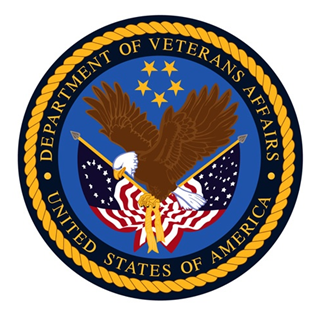 DEPARTMENT OF VETERANS AFFAIRS
UNITED STATES OF AMERICA